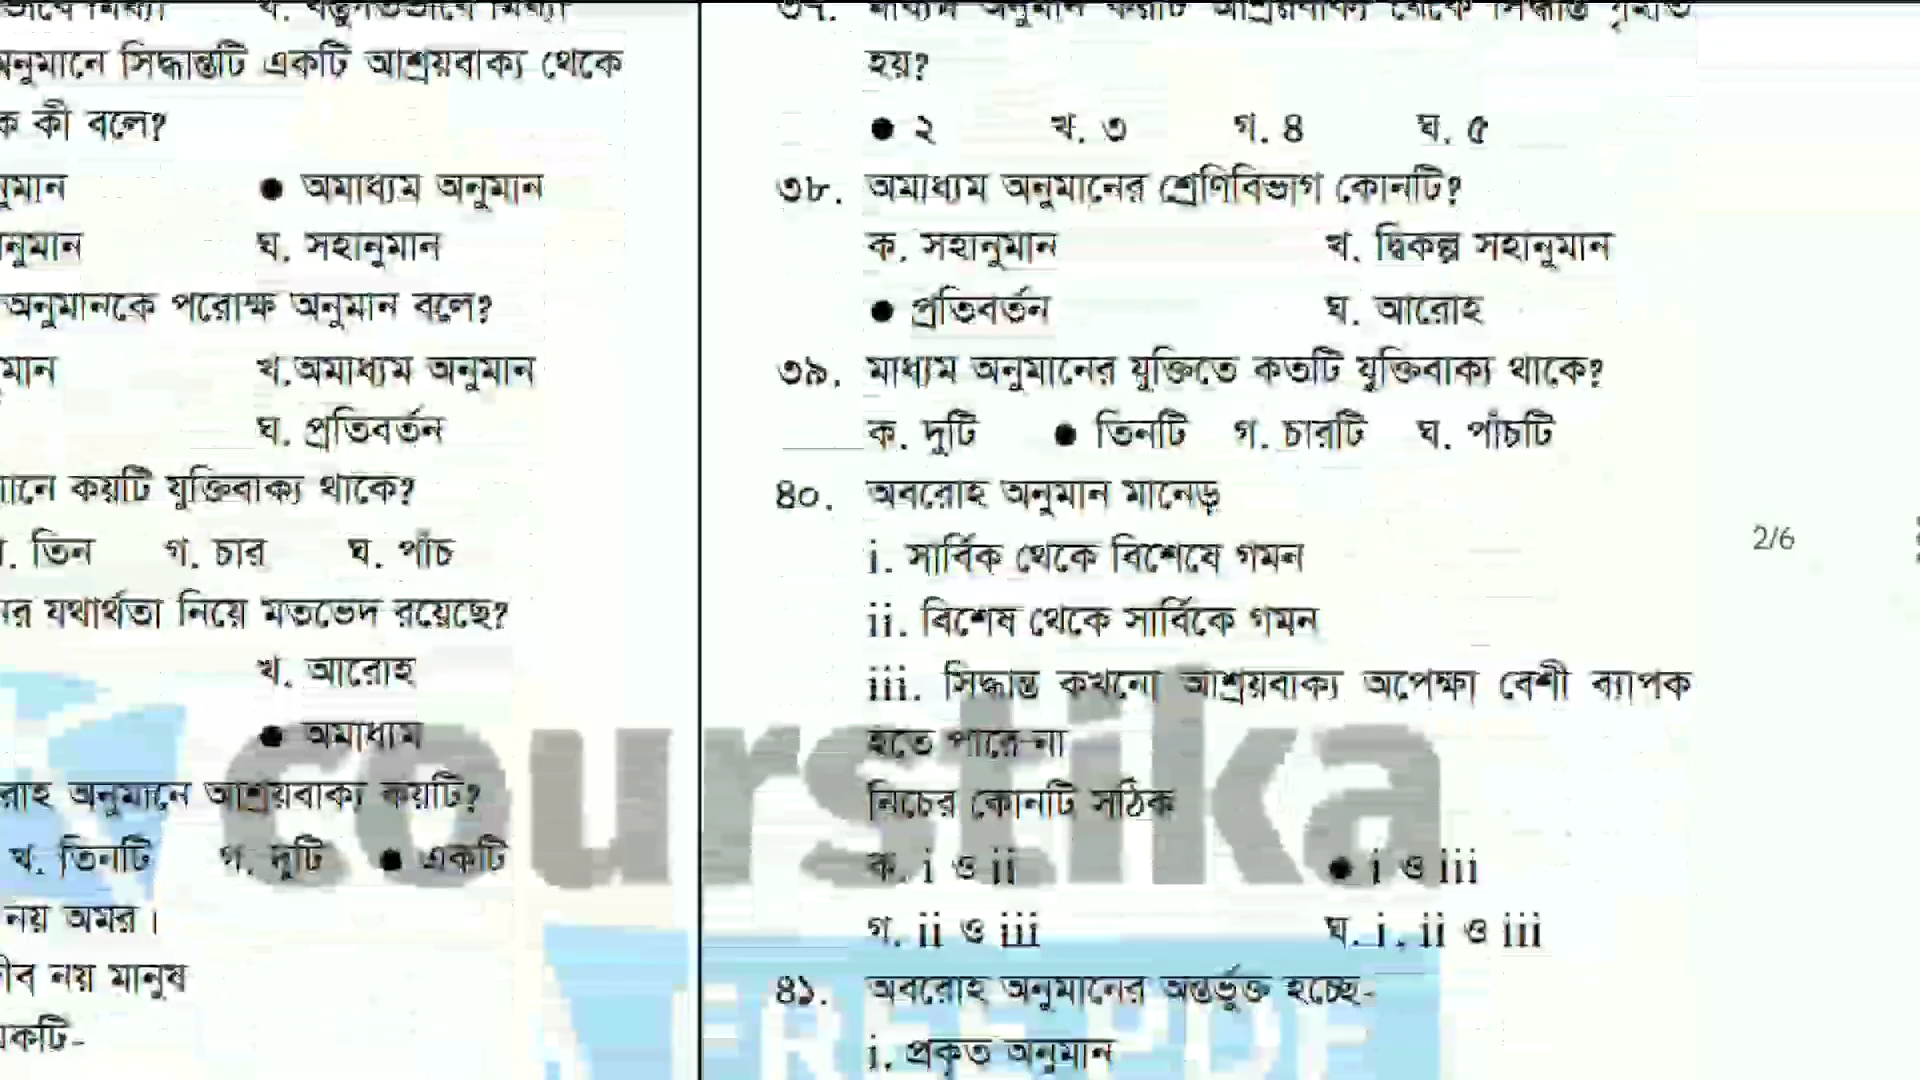 অনুমানে সিদ্ধান্তটি একটি আশ্রয়বাক্য থেকে
কী বলে?
● অমাধ্যম অনুমান
ঘ. সহানুমান
অনুমানকে পরোক্ষ অনুমান বলে?
খ.অমাধ্যম অনুমান
ঘ. প্রতিবর্তন
কয়টি যুক্তিবাক্য থাকে?
তিন গ. চার ঘ. পাঁচ
যথার্থতা নিয়ে মতভেদ রয়েছে?
খ. আরোহ
● অমাধ্যম
অনুমানে আশ্রয়বাক্য কয়টি?
খ. তিনটি গ. দুটি ● একটি
নয় অমর।
নয় মানুষ
৩৭. মাধ্যম অনুমান কয়টি আশ্রয়বাক্য থেকে সিদ্ধান্ত গৃহীত
হয়?
● ২ খ. ৩ গ. ৪ ঘ. ৫
৩৮. অমাধ্যম অনুমানের শ্রেণিবিভাগ কোনটি?
ক. সহানুমান খ. দ্বিকল্প সহানুমান
● প্রতিবর্তন ঘ. আরোহ
৩৯. মাধ্যম অনুমানের যুক্তিতে কতটি যুক্তিবাক্য থাকে?
ক. দুটি ● তিনটি গ. চারটি ঘ. পাঁচটি
৪০. অবরোহ অনুমান মানেড়
i. সার্বিক থেকে বিশেষে গমন
ii. বিশেষ থেকে সার্বিকে গমন
iii. সিদ্ধান্ত কখনো আশ্রয়বাক্য অপেক্ষা বেশী ব্যাপক
হতে পারে না
নিচের কোনটি সঠিক
ক. i ও ii ● i ও iii
গ. ii ও iii ঘ. i, ii ও iii
৪১. অবরোহ অনুমানের অন্তর্ভুক্ত হচ্ছে-
i. প্রকৃত অনুমান
2/6
courstika
FREE PDF